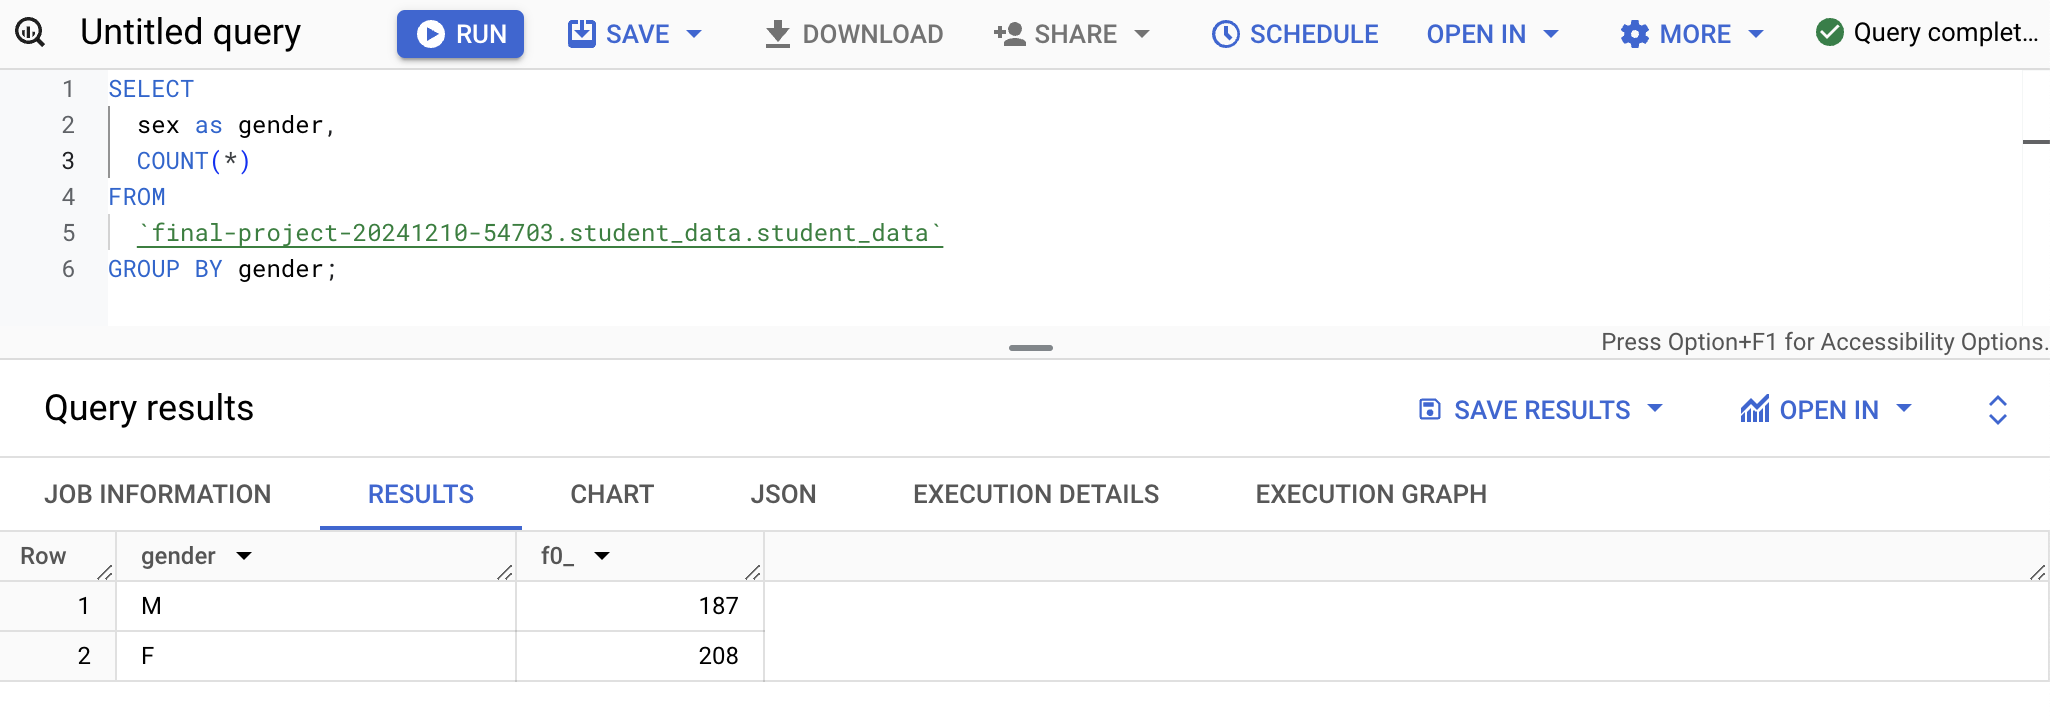 Untitled query RUN SAVE DOWNLOAD SHARE SCHEDULE OPEN IN MORE Query complet...
1 SELECT
2 sex as gender,
3 COUNT(*)
4 FROM
5 `final-project-20241210-54703.student_data.student_data`
6 GROUP BY gender;
Press Option+F1 for Accessibility Options.
Query results SAVE RESULTS OPEN IN
JOB INFORMATION RESULTS CHART JSON EXECUTION DETAILS EXECUTION GRAPH
Row gender f0_
1 M 187
2 F 208